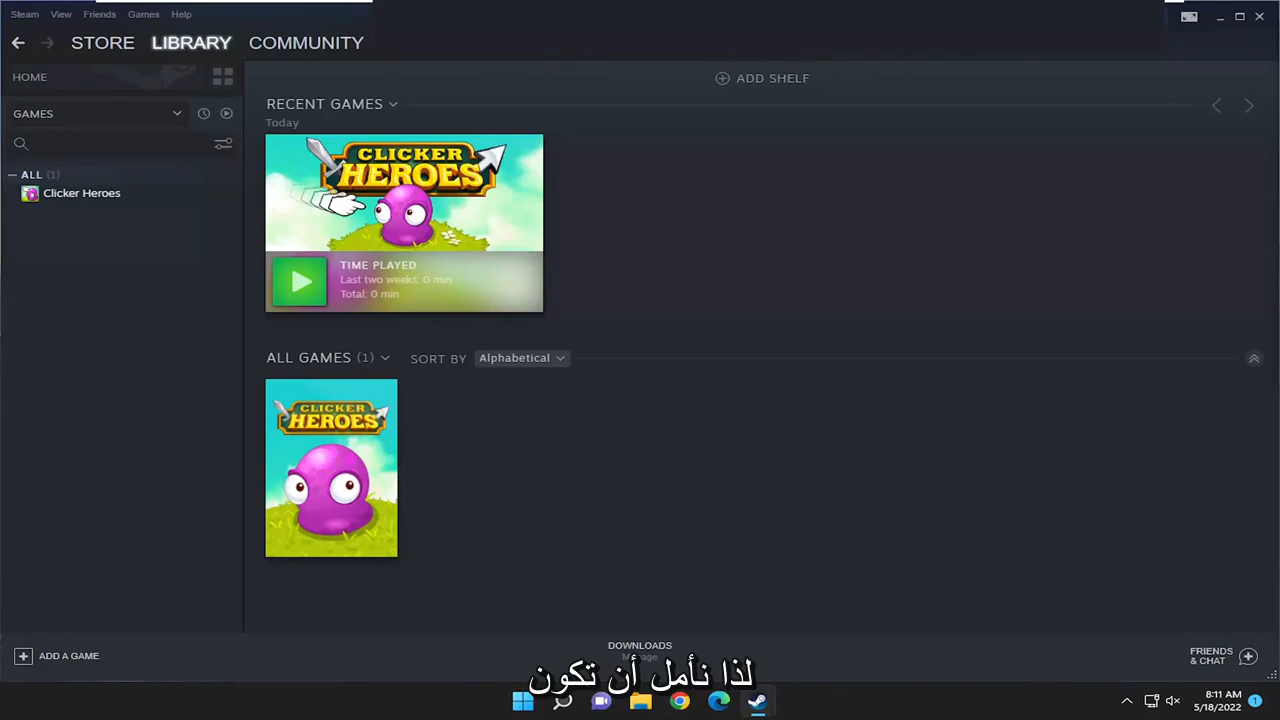 Steam View Friends Games Help
STORE LIBRARY COMMUNITY
HOME
ADD SHELF
GAMES
RECENT GAMES
Today
CLICKER
HEROES
ALL (1)
Clicker Heroes
TIME PLAYED
Last two weeks: 0 min
Total: 0 min
ALL GAMES (1) SORT BY Alphabetical
CLICKER
HEROES
ADD A GAME
DOWNLOADS
Manage
FRIENDS
& CHAT
لذا نأمل أن تكون
8:11 AM
5/18/2022
1